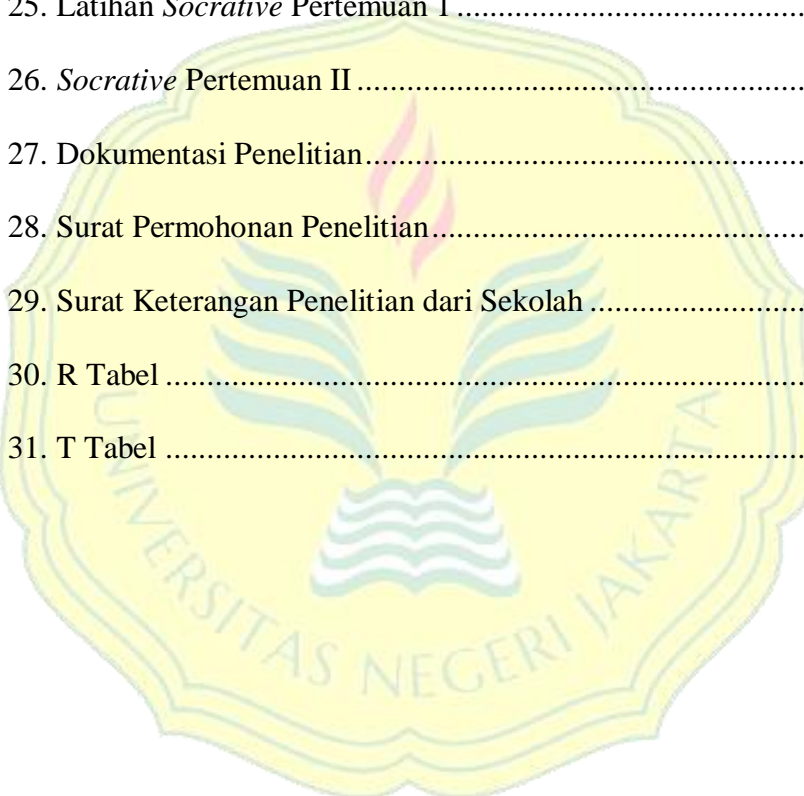 25. Latihan Socrative Pertemuan 1 ..........................................
26. Socrative Pertemuan II ......................................................
27. Dokumentasi Penelitian.....................................................
28. Surat Permohonan Penelitian.............................................
29. Surat Keterangan Penelitian dari Sekolah ..........................
30. R Tabel .............................................................................
31. T Tabel .............................................................................
UNIVERSITAS NEGERI JAKARTA